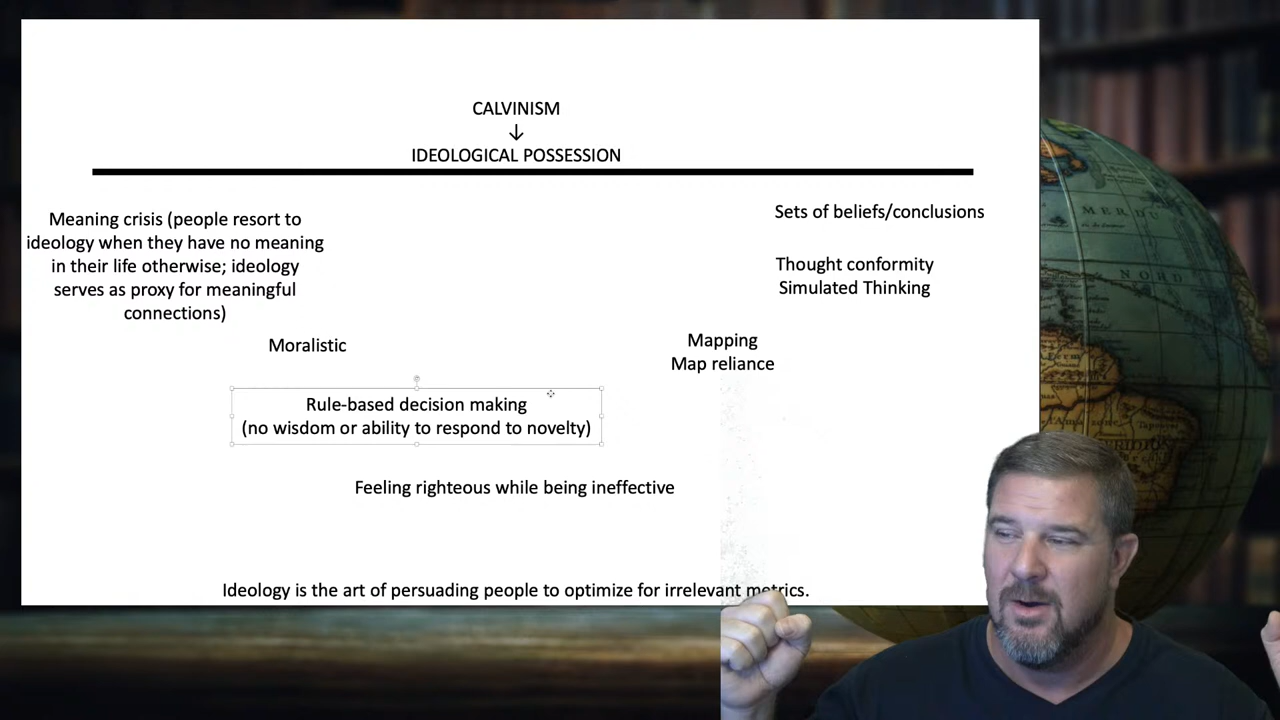 CALVINISM
↓
IDEOLOGICAL POSSESSION
Meaning crisis (people resort to
ideology when they have no meaning
in their life otherwise; ideology
serves as proxy for meaningful
connections)
Sets of beliefs/conclusions
Thought conformity
Simulated Thinking
Moralistic
Mapping
Map reliance
Rule-based decision making
(no wisdom or ability to respond to novelty)
Feeling righteous while being ineffective
Ideology is the art of persuading people to optimize for irrelevant metrics.
MERDU
NORD